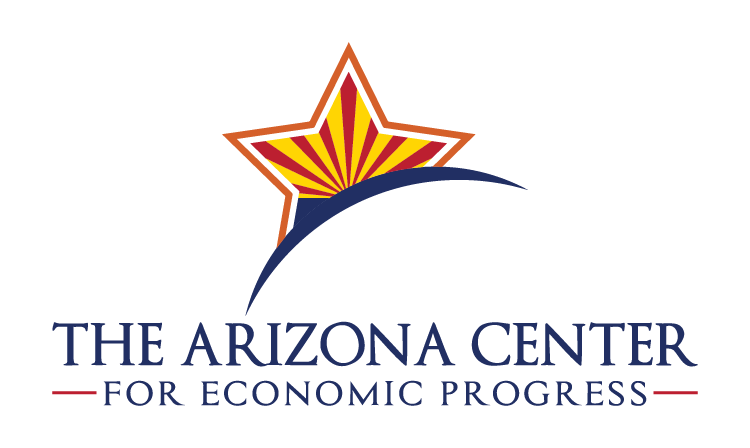 THE ARIZONA CENTER
FOR ECONOMIC PROGRESS